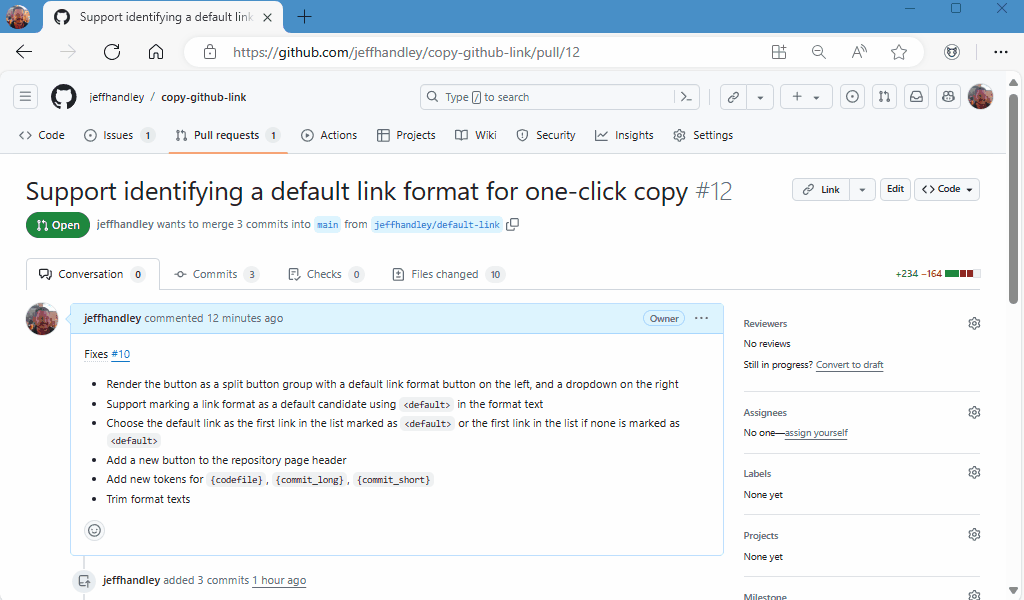 Support identifying a default link
https://github.com/jeffhandley/copy-github-link/pull/12
jeffhandley / copy-github-link
Type / to search
Code
Issues 1
Pull requests 1
Actions
Projects
Wiki
Security
Insights
Settings
Support identifying a default link format for one-click copy #12
Link
Edit
Code
Open
jeffhandley wants to merge 3 commits into main from jeffhandley/default-link
Conversation 0
Commits 3
Checks 0
Files changed 10
+234 −164
jeffhandley commented 12 minutes ago
Owner
Fixes #10
• Render the button as a split button group with a default link format button on the left, and a dropdown on the right
• Support marking a link format as a default candidate using <default> in the format text
• Choose the default link as the first link in the list marked as <default> or the first link in the list if none is marked as
<default>
• Add a new button to the repository page header
• Add new tokens for {codefile}, {commit_long}, {commit_short}
• Trim format texts
jeffhandley added 3 commits 1 hour ago
Reviewers
No reviews
Still in progress? Convert to draft
Assignees
No one—assign yourself
Labels
None yet
Projects
None yet
Milestone